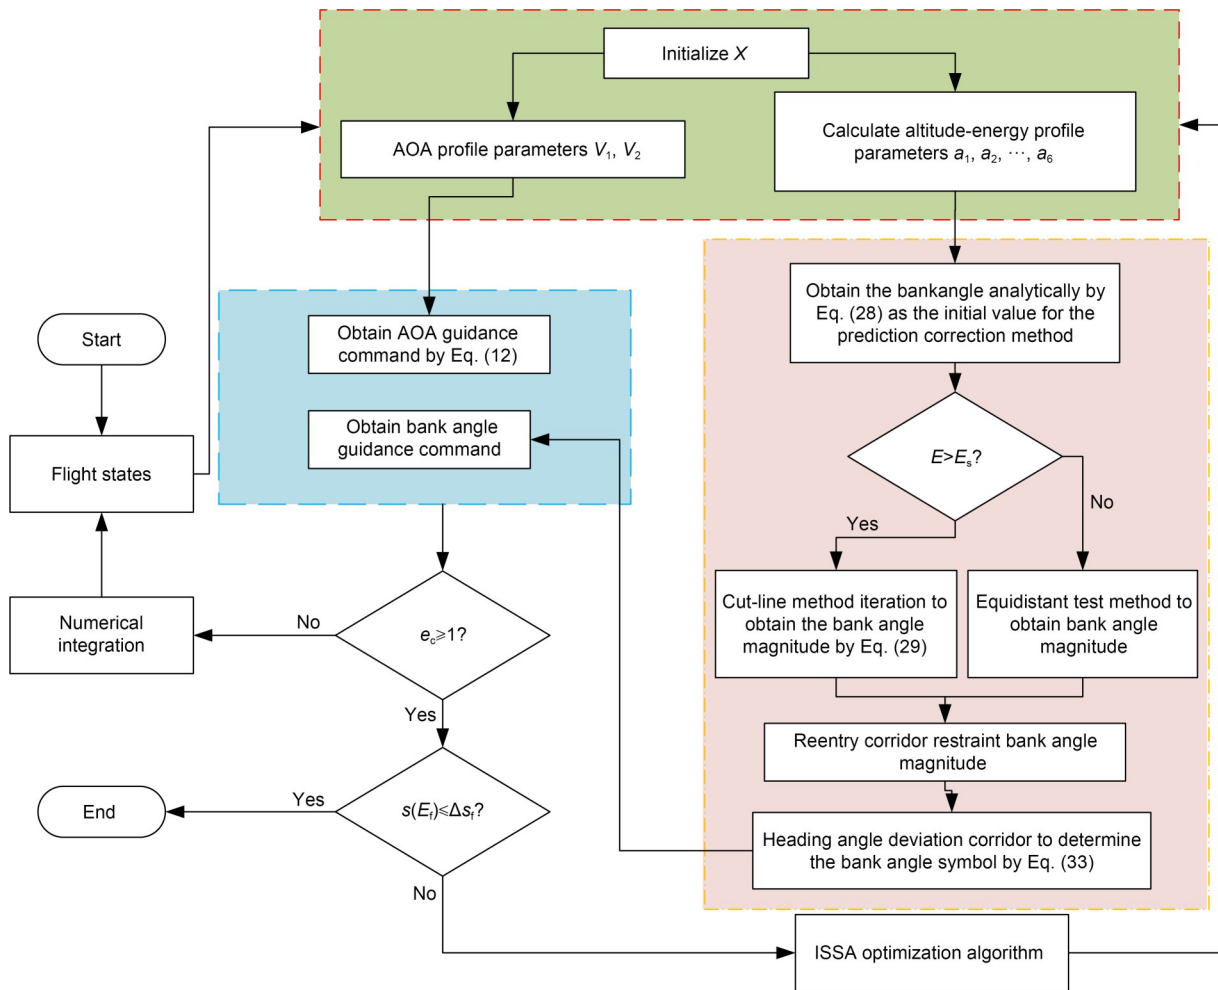 Initialize X
AOA profile parameters V₁, V₂
Calculate altitude-energy profile
parameters a₁, a₂, ⋯, a₆
Obtain the bankangle analytically by
Eq. (28) as the initial value for the
prediction correction method
Start
Obtain AOA guidance
command by Eq. (12)
Obtain bank angle
guidance command
Flight states
E>Eₛ?
Yes
No
Numerical
integration
No
e_c⩾1?
Yes
Cut-line method iteration to
obtain the bank angle
magnitude by Eq. (29)
Equidistant test method to
obtain bank angle
magnitude
Reentry corridor restraint bank angle
magnitude
End
Yes
s(E_f)⩽Δs_f?
No
Heading angle deviation corridor to determine
the bank angle symbol by Eq. (33)
ISSA optimization algorithm